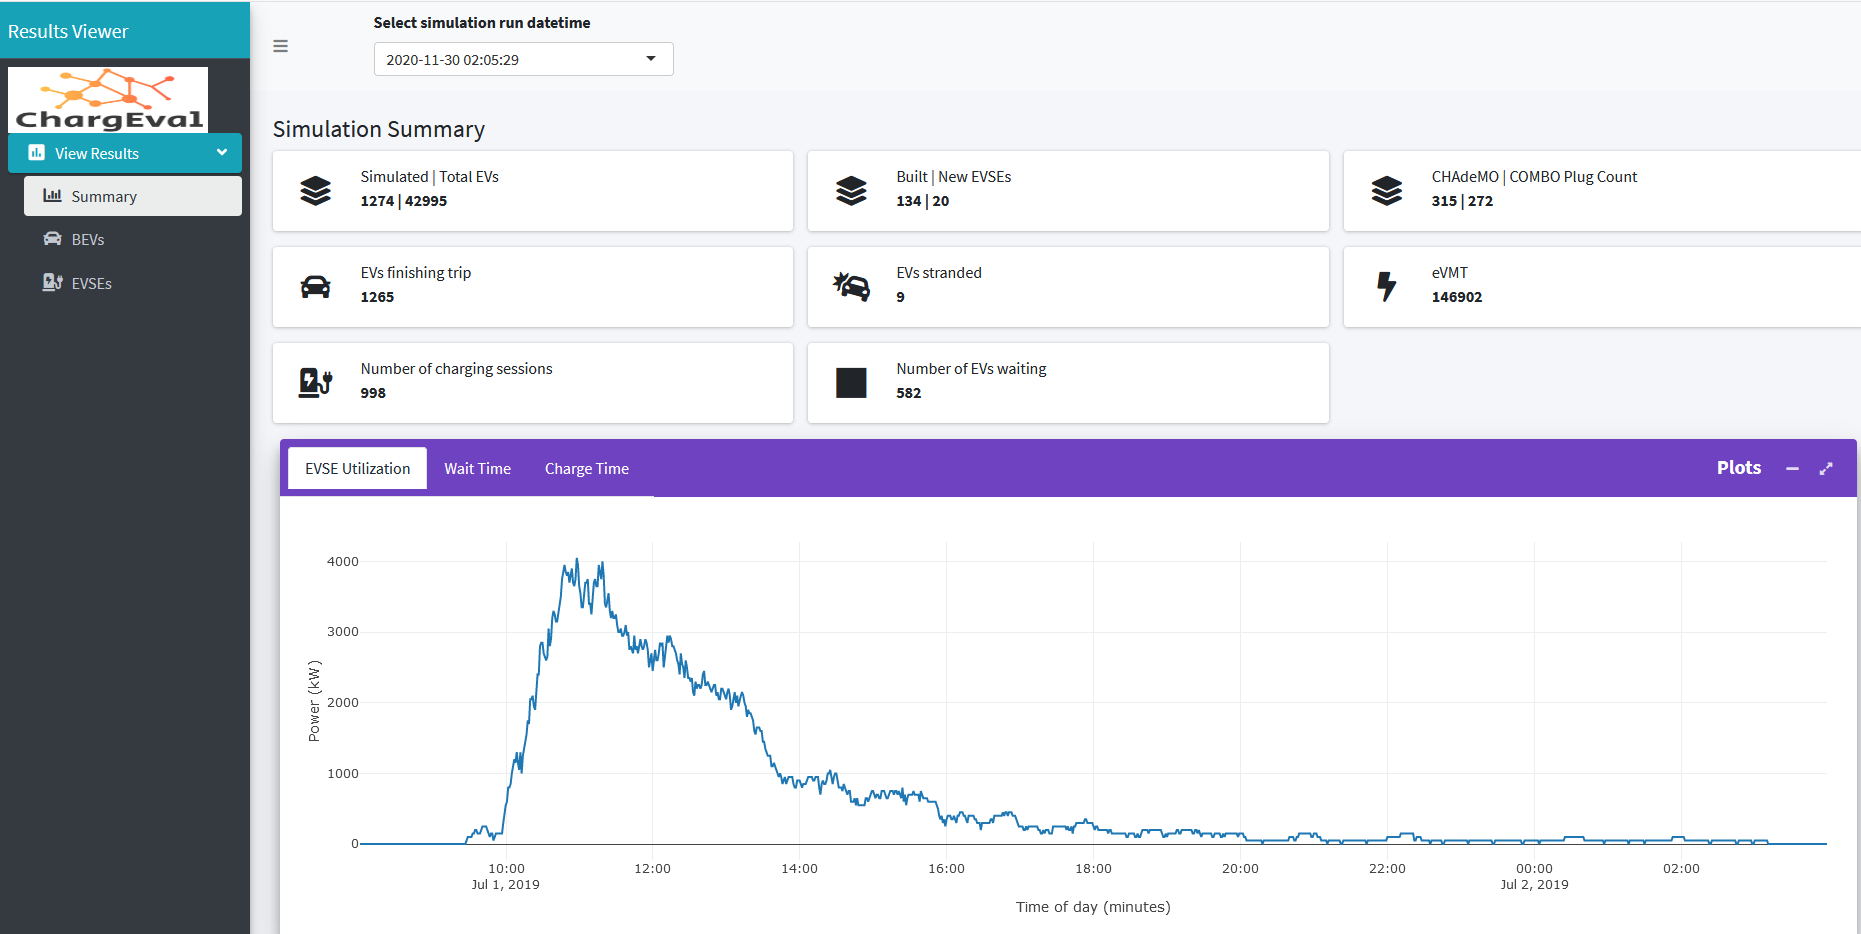 Results Viewer
Select simulation run datetime
2020-11-30 02:05:29
ChargEval
View Results
Summary
BEVs
EVSEs
Simulation Summary
Simulated | Total EVs
1274 | 42995
Built | New EVSEs
134 | 20
CHAdeMO | COMBO Plug Count
315 | 272
EVs finishing trip
1265
EVs stranded
9
eVMT
146902
Number of charging sessions
998
Number of EVs waiting
582
EVSE Utilization
Wait Time
Charge Time
Plots
4000
3000
2000
1000
0
Power (kW)
10:00
Jul 1, 2019
12:00
14:00
16:00
18:00
20:00
22:00
00:00
Jul 2, 2019
02:00
Time of day (minutes)